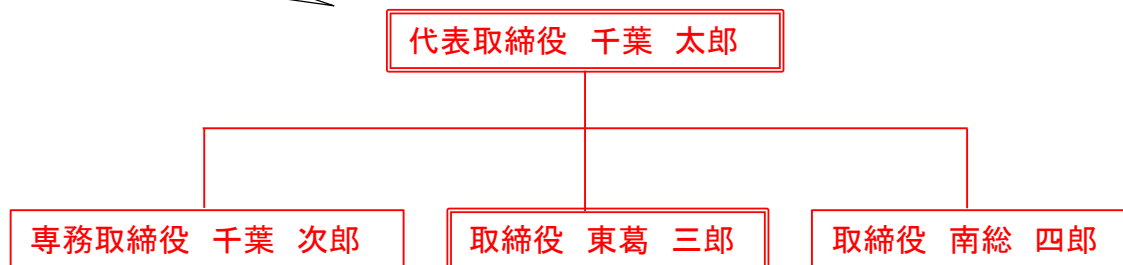 代表取締役 千葉 太郎
専務取締役 千葉 次郎
取締役 東葛 三郎
取締役 南総 四郎